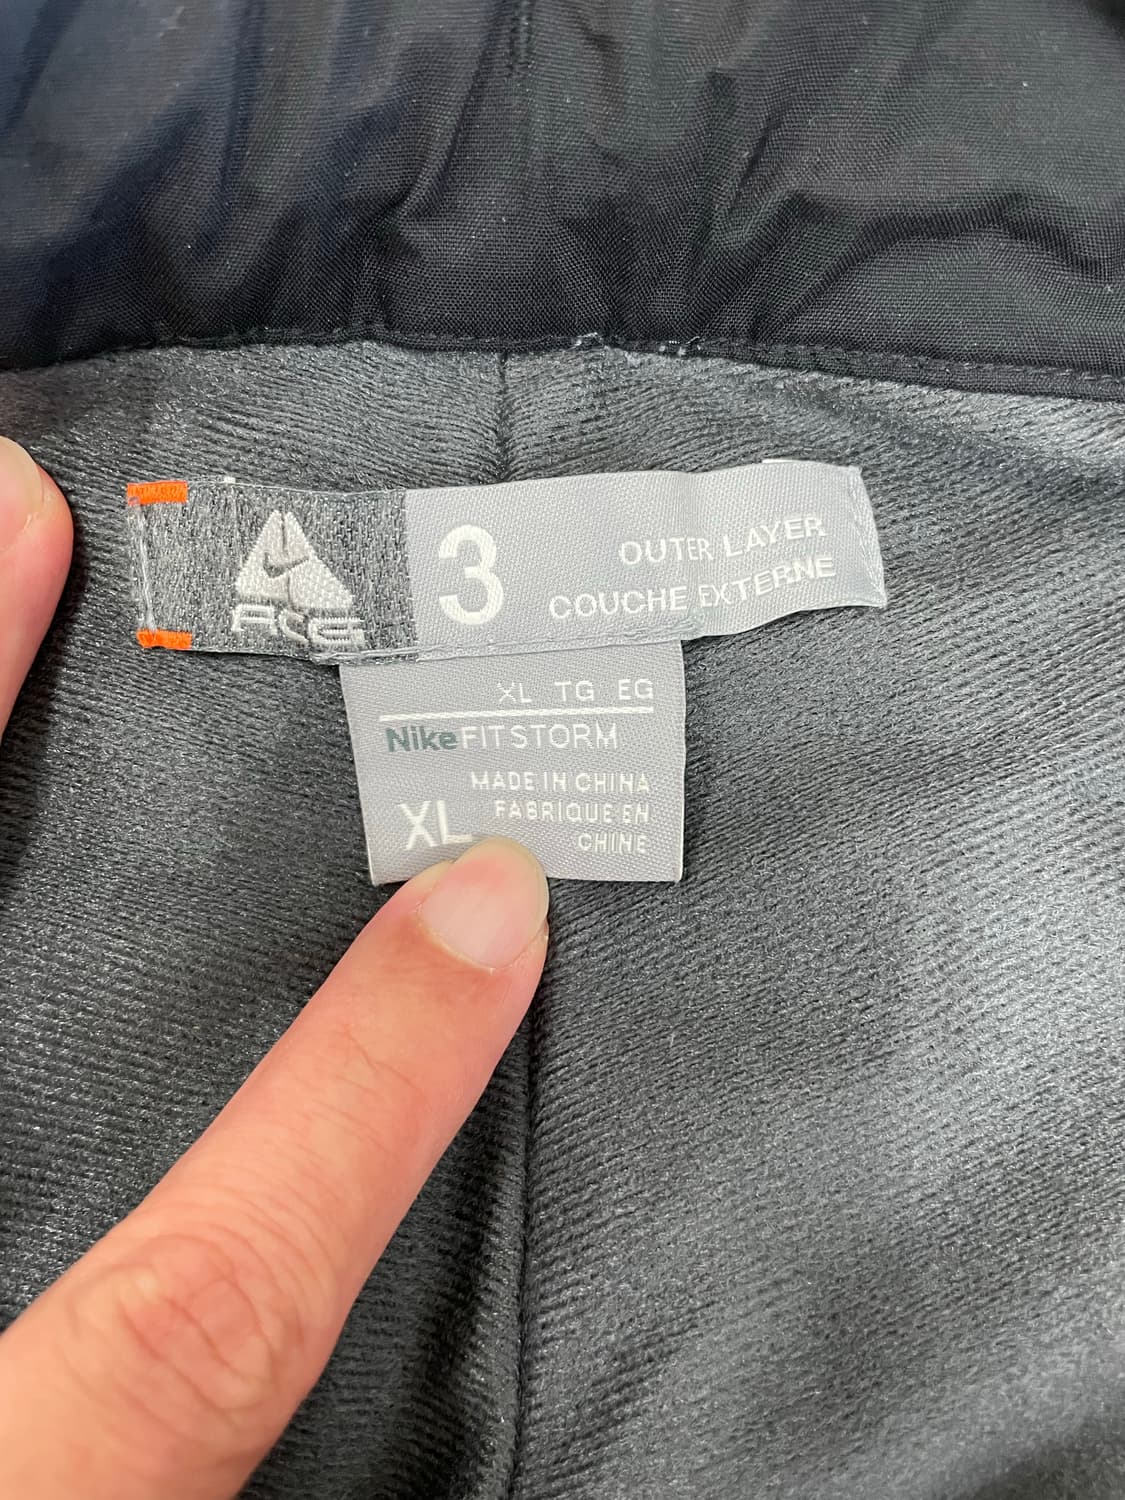 ACG
3
OUTER LAYER
COUCHE EXTERNE
XL TG EG
NikeFITSTORM
MADE IN CHINA
FABRIQUE EN
CHINE
XL